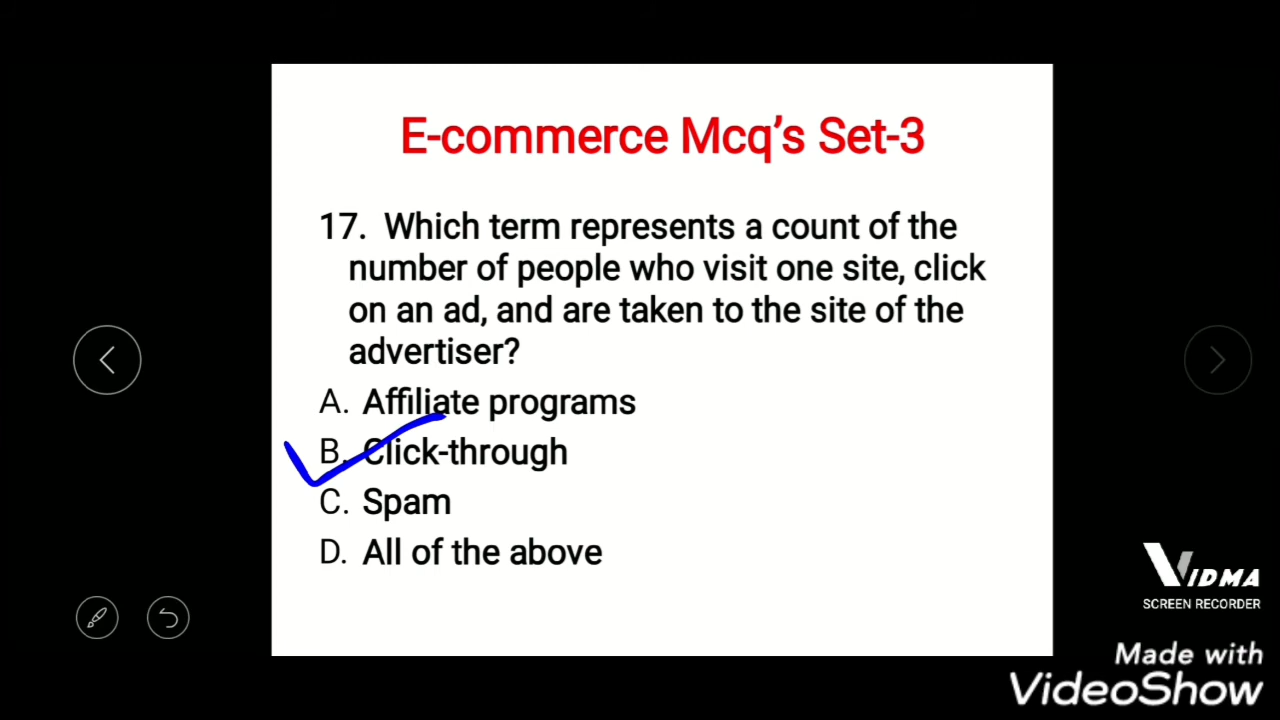 E-commerce Mcq's Set-3
17. Which term represents a count of the
number of people who visit one site, click
on an ad, and are taken to the site of the
advertiser?
A. Affiliate programs
B. Click-through
C. Spam
D. All of the above
VIDMA
SCREEN RECORDER
Made with
VideoShow